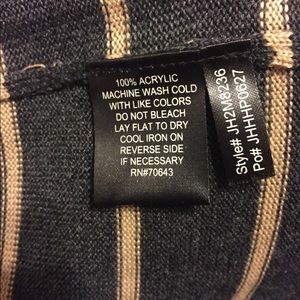 100% ACRYLIC
MACHINE WASH COLD
WITH LIKE COLORS
DO NOT BLEACH
LAY FLAT TO DRY
COOL IRON ON
REVERSE SIDE
IF NECESSARY
RN#70643
Style# JH2M8236
Po# JHHHP0627